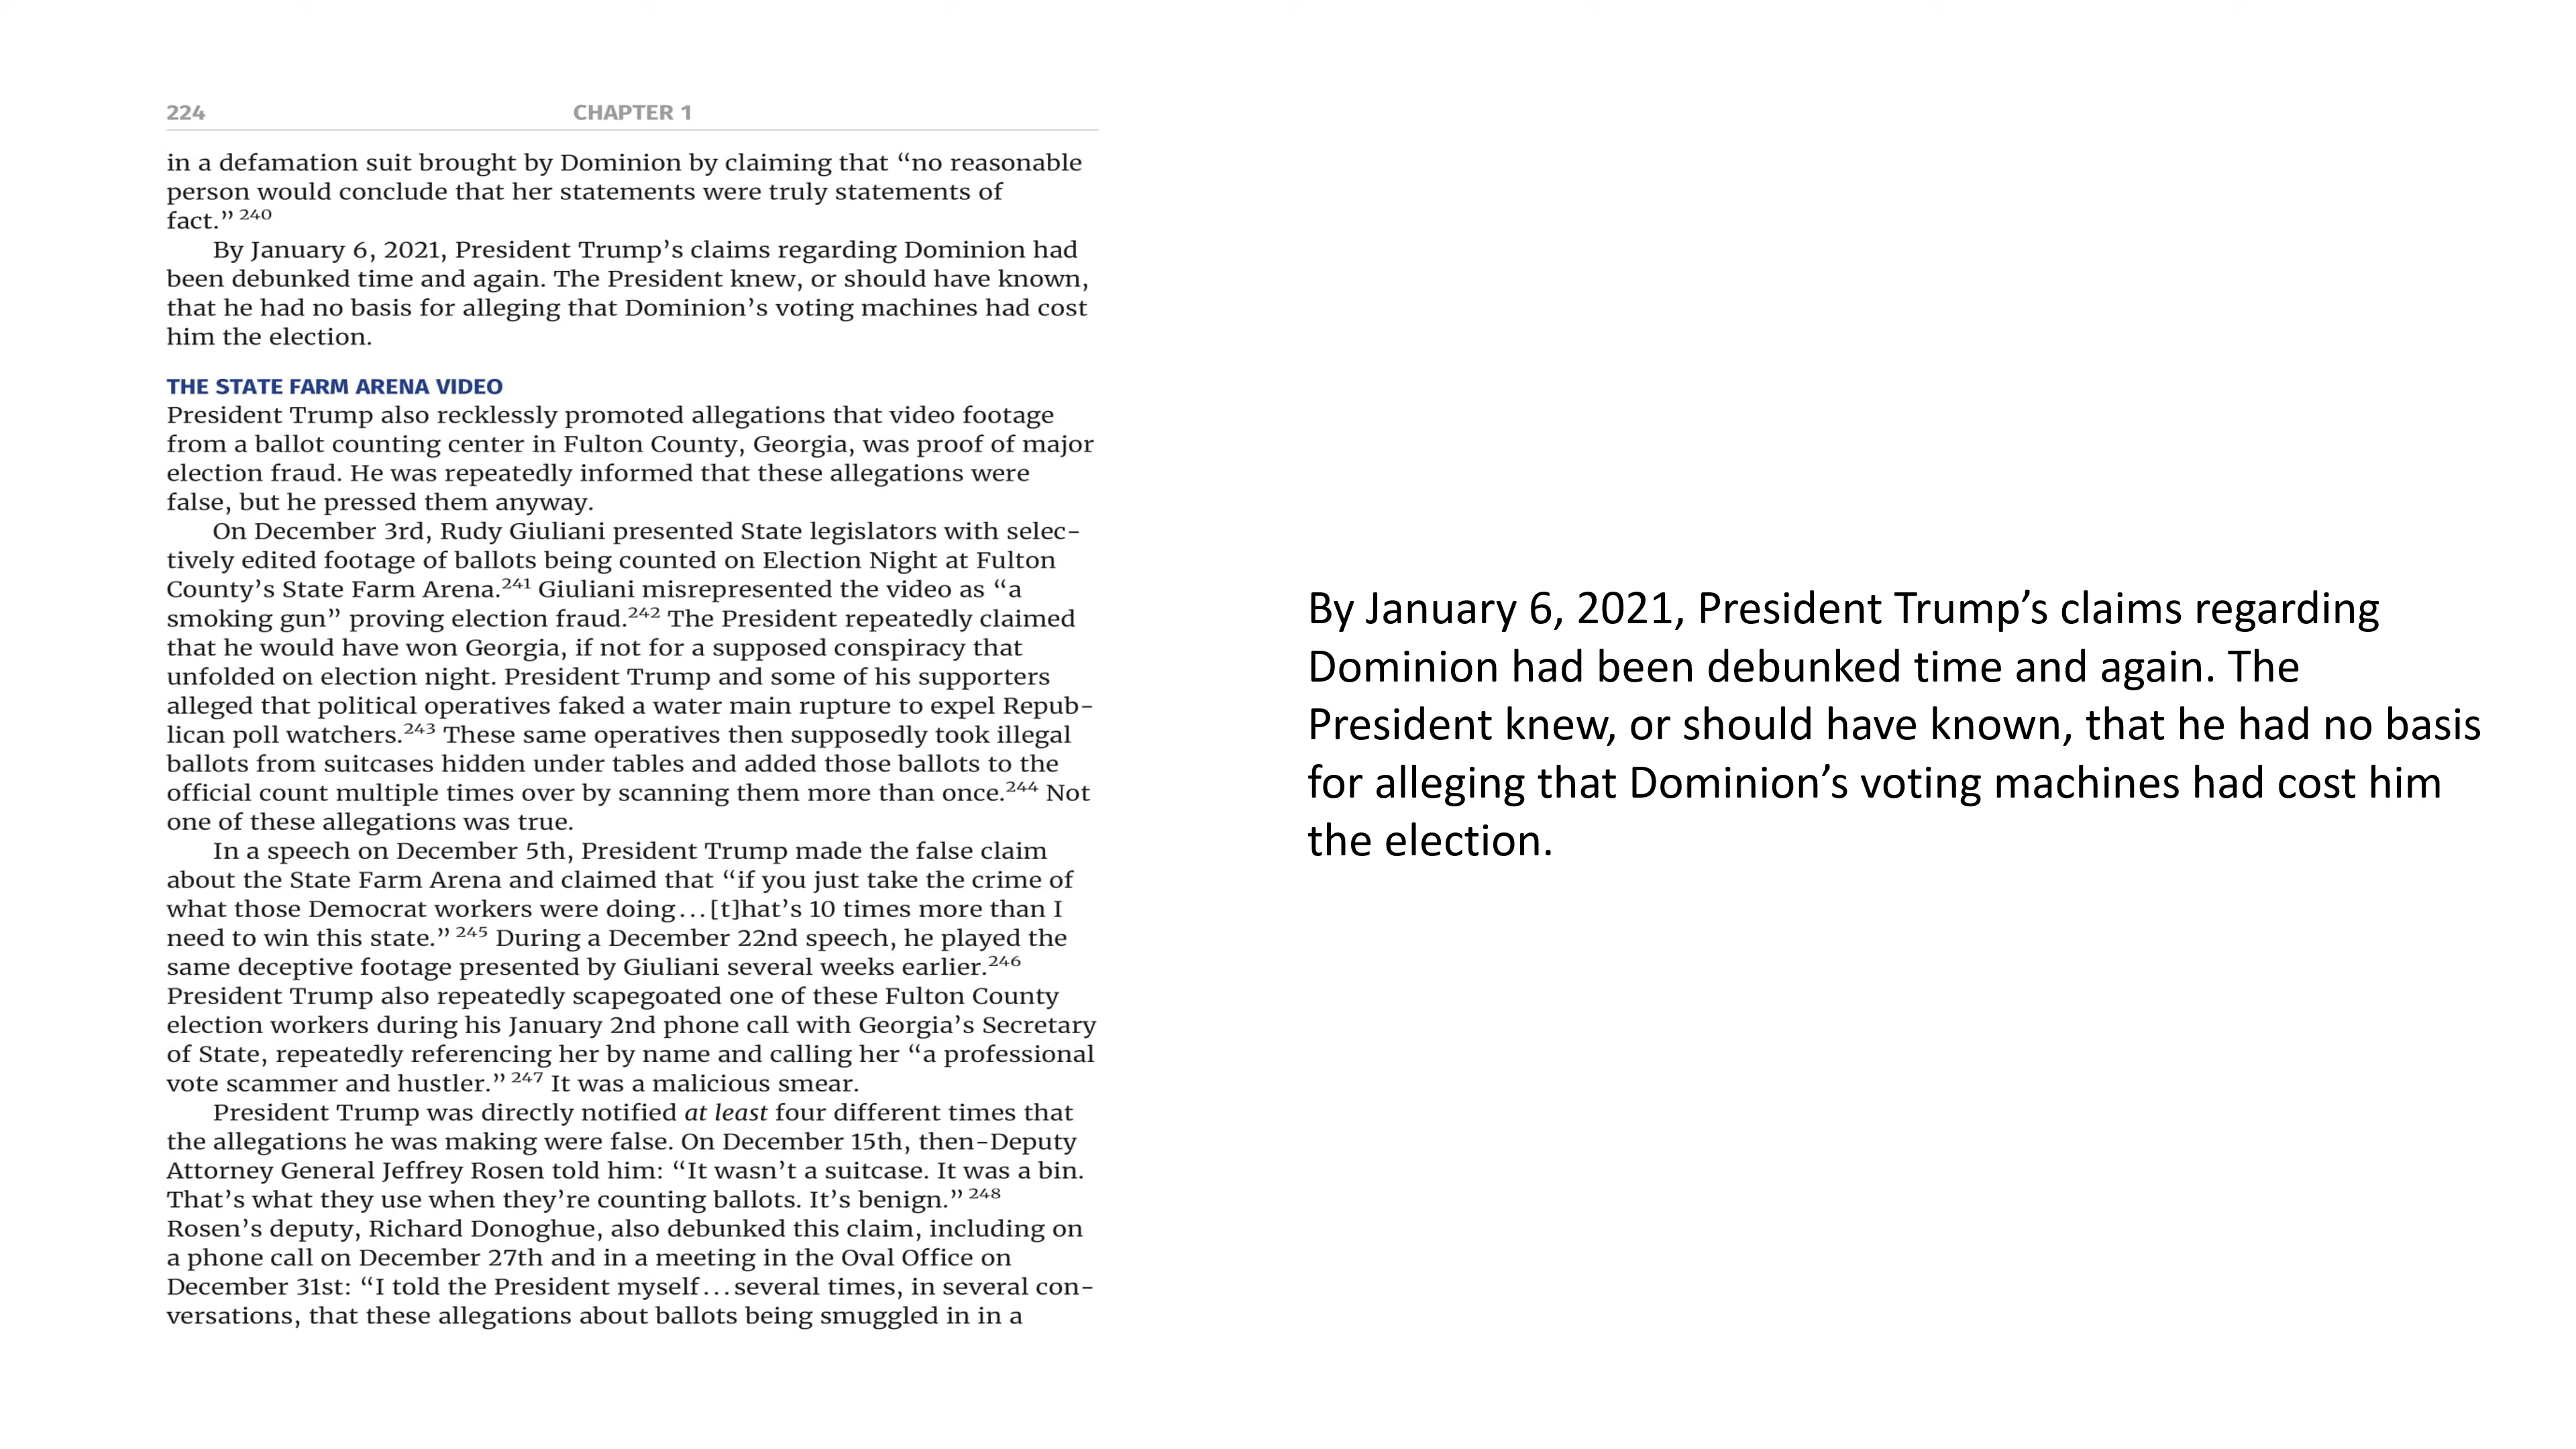 224 CHAPTER 1
in a defamation suit brought by Dominion by claiming that “no reasonable
person would conclude that her statements were truly statements of
fact.” 240
By January 6, 2021, President Trump’s claims regarding Dominion had
been debunked time and again. The President knew, or should have known,
that he had no basis for alleging that Dominion’s voting machines had cost
him the election.
THE STATE FARM ARENA VIDEO
President Trump also recklessly promoted allegations that video footage
from a ballot counting center in Fulton County, Georgia, was proof of major
election fraud. He was repeatedly informed that these allegations were
false, but he pressed them anyway.
On December 3rd, Rudy Giuliani presented State legislators with selec-
tively edited footage of ballots being counted on Election Night at Fulton
County’s State Farm Arena.241 Giuliani misrepresented the video as “a
smoking gun” proving election fraud.242 The President repeatedly claimed
that he would have won Georgia, if not for a supposed conspiracy that
unfolded on election night. President Trump and some of his supporters
alleged that political operatives faked a water main rupture to expel Repub-
lican poll watchers.243 These same operatives then supposedly took illegal
ballots from suitcases hidden under tables and added those ballots to the
official count multiple times over by scanning them more than once.244 Not
one of these allegations was true.
In a speech on December 5th, President Trump made the false claim
about the State Farm Arena and claimed that “if you just take the crime of
what those Democrat workers were doing...[t]hat’s 10 times more than I
need to win this state.” 245 During a December 22nd speech, he played the
same deceptive footage presented by Giuliani several weeks earlier.246
President Trump also repeatedly scapegoated one of these Fulton County
election workers during his January 2nd phone call with Georgia’s Secretary
of State, repeatedly referencing her by name and calling her “a professional
vote scammer and hustler.” 247 It was a malicious smear.
President Trump was directly notified at least four different times that
the allegations he was making were false. On December 15th, then-Deputy
Attorney General Jeffrey Rosen told him: “It wasn’t a suitcase. It was a bin.
That’s what they use when they’re counting ballots. It’s benign.” 248
Rosen’s deputy, Richard Donoghue, also debunked this claim, including on
a phone call on December 27th and in a meeting in the Oval Office on
December 31st: “I told the President myself...several times, in several con-
versations, that these allegations about ballots being smuggled in in a
By January 6, 2021, President Trump’s claims regarding
Dominion had been debunked time and again. The
President knew, or should have known, that he had no basis
for alleging that Dominion’s voting machines had cost him
the election.